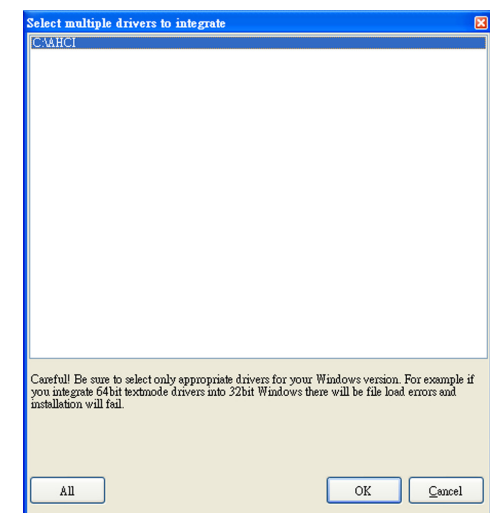 Select multiple drivers to integrate
C:\AHCI
Careful! Be sure to select only appropriate drivers for your Windows version. For example if
you integrate 64bit textmode drivers into 32bit Windows there will be file load errors and
installation will fail.
All
OK
Cancel